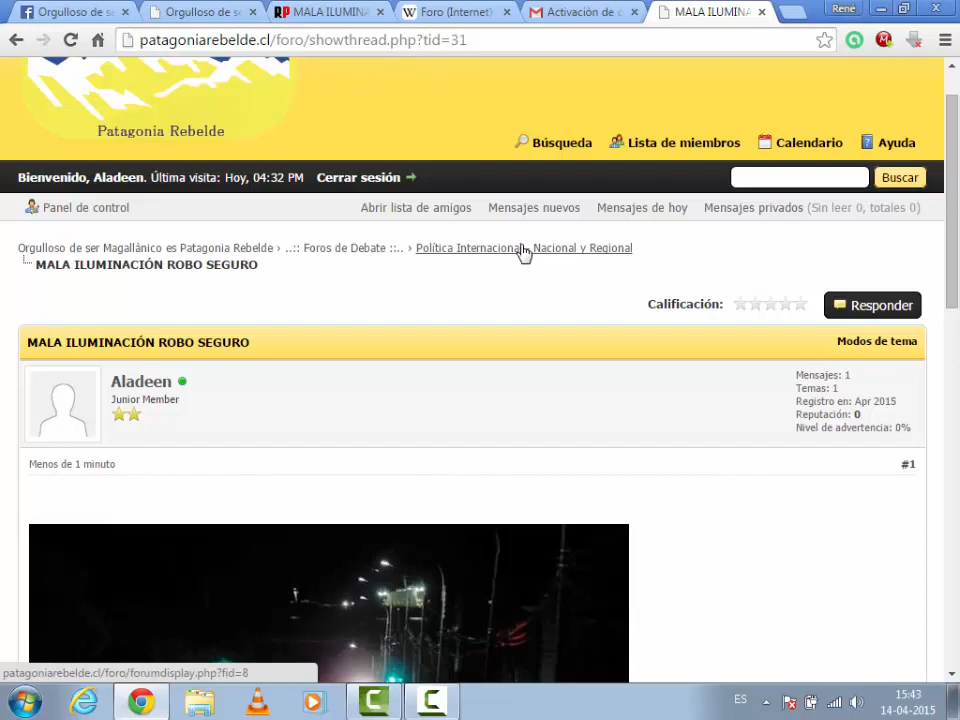 René
Orgulloso de se
Orgulloso de se
MALA ILUMINA
Foro (Internet)
Activación de c
MALA ILUMIN
patagoniarebelde.cl/foro/showthread.php?tid=31
Patagonia Rebelde
Búsqueda Lista de miembros Calendario Ayuda
Bienvenido, Aladeen. Última visita: Hoy, 04:32 PM Cerrar sesión
Buscar
Panel de control
Abrir lista de amigos Mensajes nuevos Mensajes de hoy Mensajes privados (Sin leer 0, totales 0)
Orgulloso de ser Magallánico es Patagonia Rebelde › ..:: Foros de Debate ::.. › Política Internacional, Nacional y Regional
MALA ILUMINACIÓN ROBO SEGURO
Calificación:
Responder
MALA ILUMINACIÓN ROBO SEGURO
Modos de tema
Aladeen
Junior Member
Mensajes: 1
Temas: 1
Registro en: Apr 2015
Reputación: 0
Nivel de advertencia: 0%
Menos de 1 minuto
#1
patagoniarebelde.cl/foro/forumdisplay.php?fid=8
ES
15:43
14-04-2015